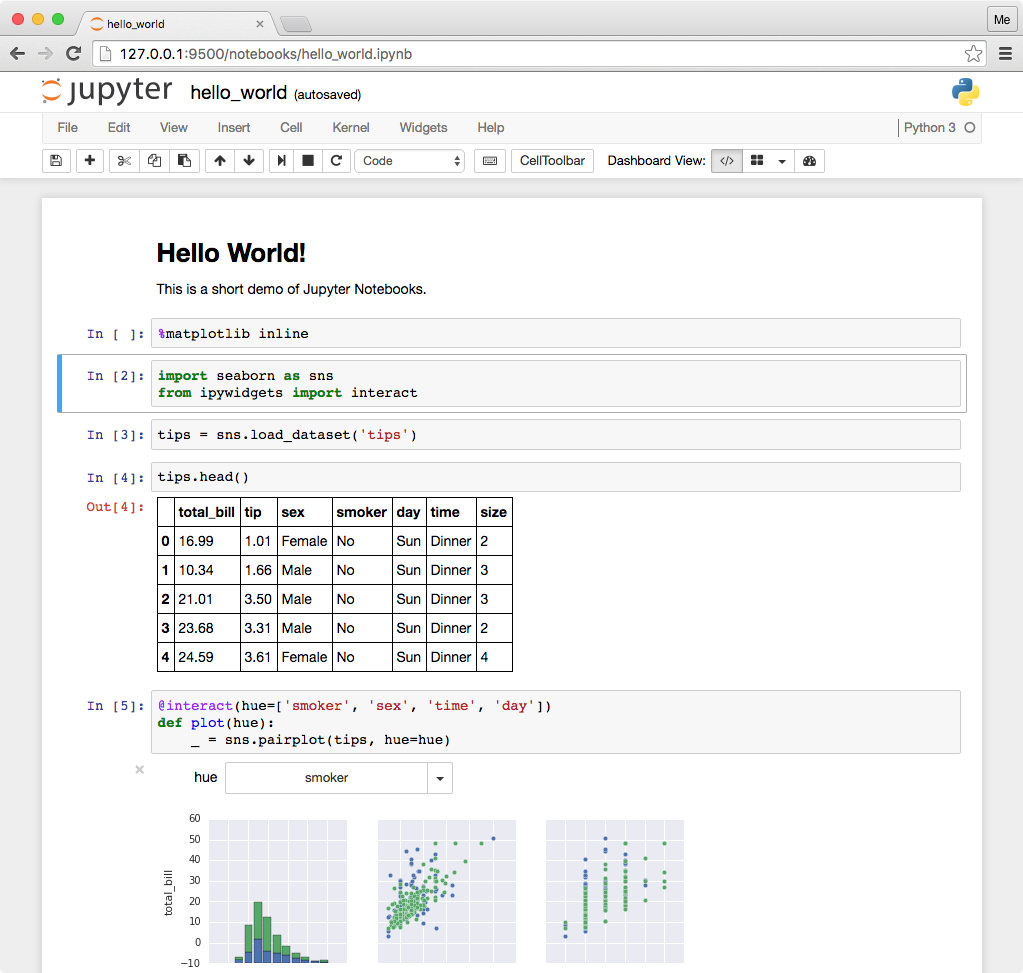 hello_world
Me
127.0.0.1:9500/notebooks/hello_world.ipynb
jupyter hello_world (autosaved)
File Edit View Insert Cell Kernel Widgets Help Python 3
Code CellToolbar Dashboard View: </>
Hello World!
This is a short demo of Jupyter Notebooks.
In [ ]: %matplotlib inline
In [2]: import seaborn as sns
from ipywidgets import interact
In [3]: tips = sns.load_dataset('tips')
In [4]: tips.head()
Out[4]:
total_bill tip sex smoker day time size
0 16.99 1.01 Female No Sun Dinner 2
1 10.34 1.66 Male No Sun Dinner 3
2 21.01 3.50 Male No Sun Dinner 3
3 23.68 3.31 Male No Sun Dinner 2
4 24.59 3.61 Female No Sun Dinner 4
In [5]: @interact(hue=['smoker', 'sex', 'time', 'day'])
def plot(hue):
_ = sns.pairplot(tips, hue=hue)
hue smoker
60
50
40
30
20
10
0
−10
total_bill